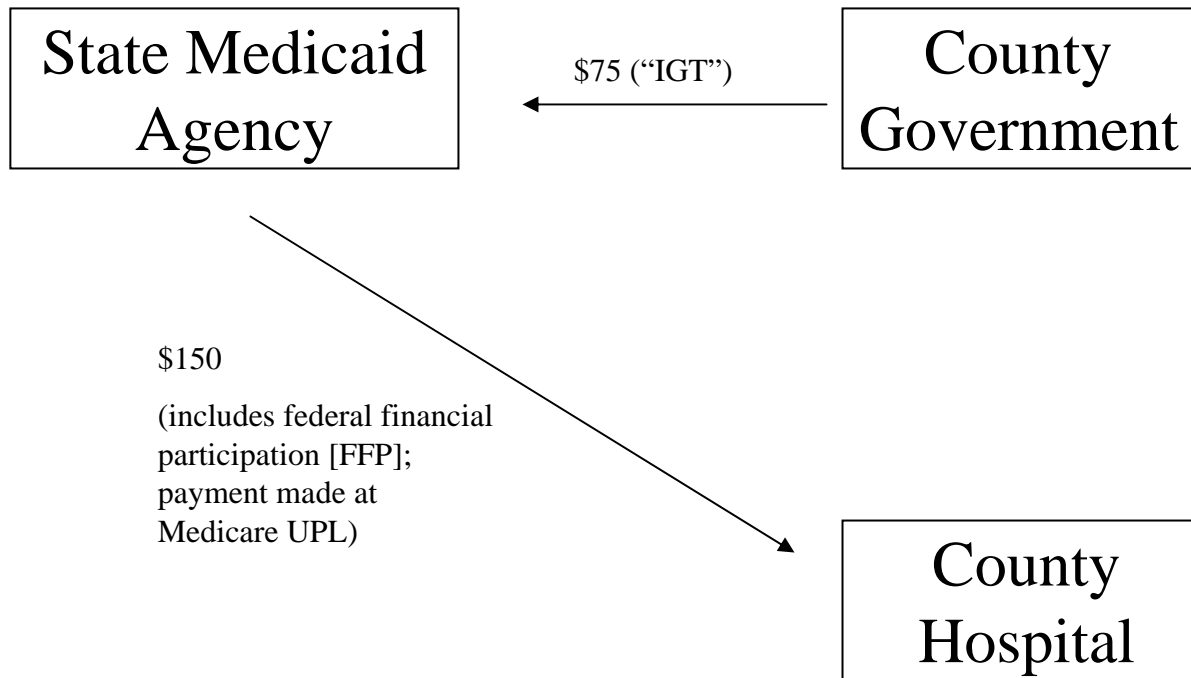 State Medicaid
Agency
$75 (“IGT”)
County
Government
$150
(includes federal financial
participation [FFP];
payment made at
Medicare UPL)
County
Hospital